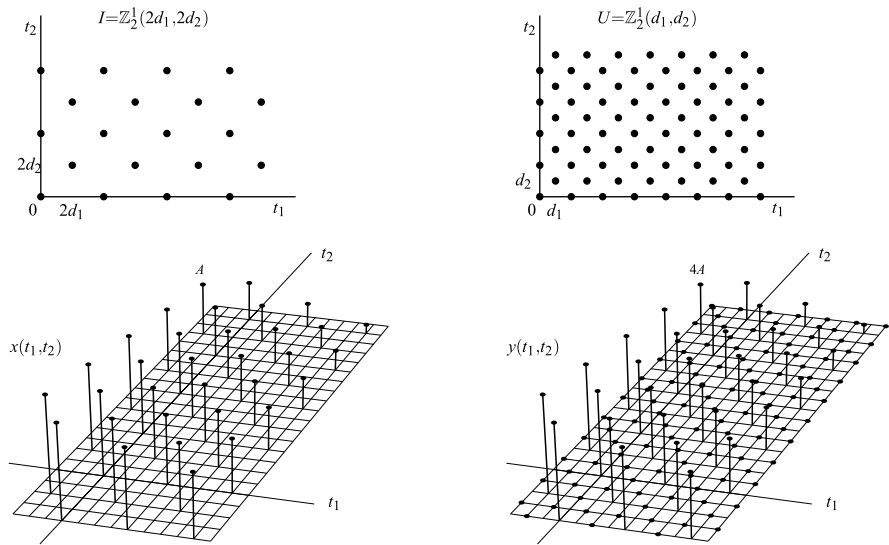 t₂ I=ℤ₂¹(2d₁,2d₂)
2d₂
0 2d₁ t₁
t₂ U=ℤ₂¹(d₁,d₂)
d₂
0 d₁ t₁
t₂
A
x(t₁,t₂)
t₁
t₂
4A
y(t₁,t₂)
t₁